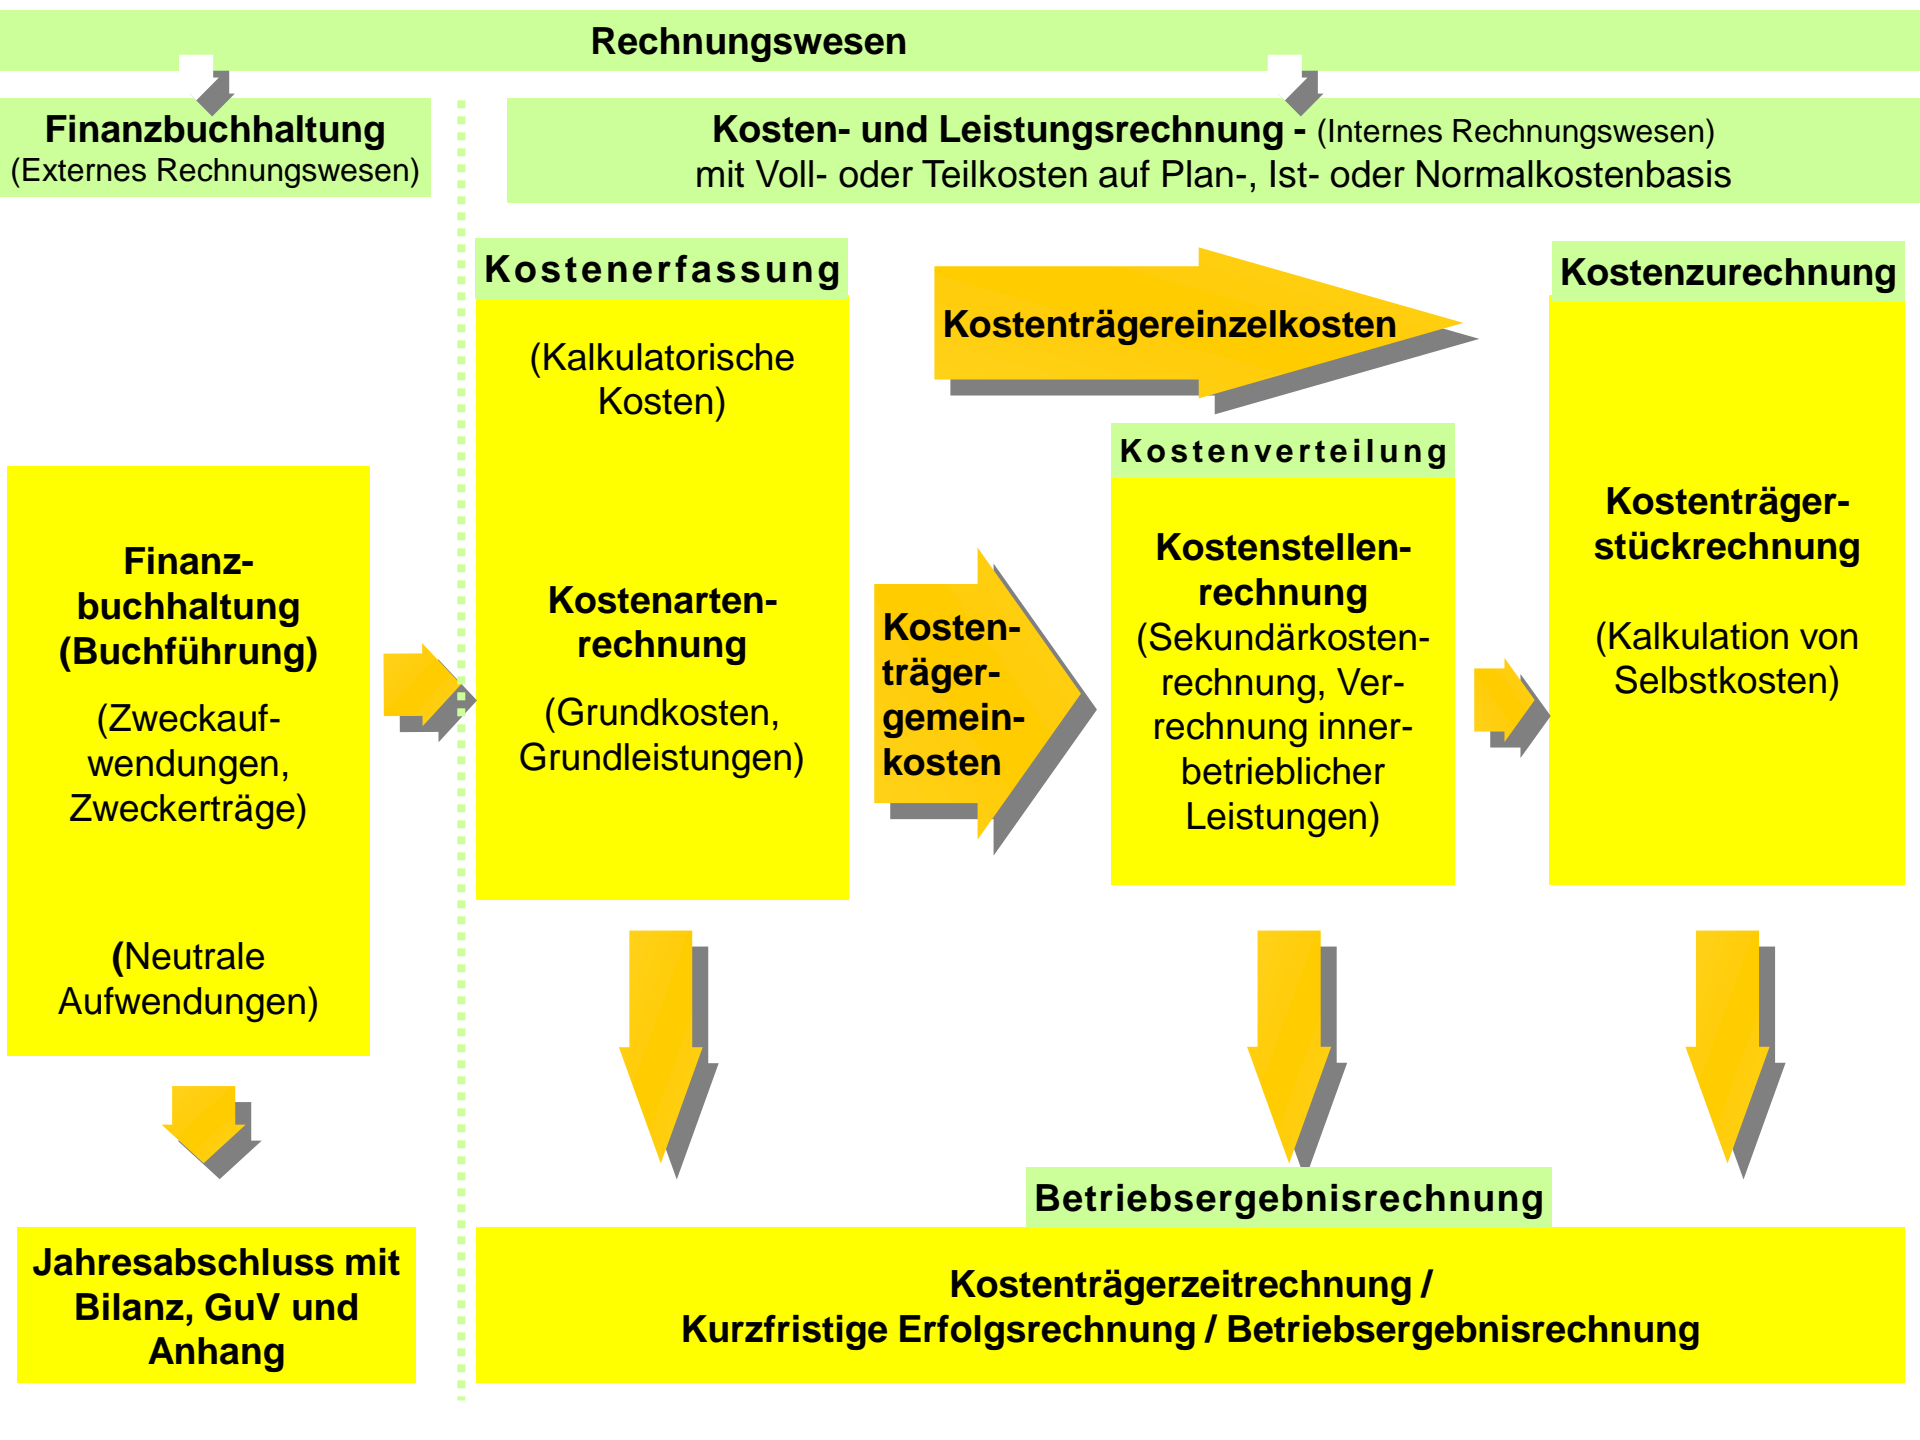 Rechnungswesen
Finanzbuchhaltung
(Externes Rechnungswesen)
Kosten- und Leistungsrechnung - (Internes Rechnungswesen)
mit Voll- oder Teilkosten auf Plan-, Ist- oder Normalkostenbasis
Finanz-
buchhaltung
(Buchführung)
(Zweckauf-
wendungen,
Zweckerträge)
(Neutrale
Aufwendungen)
Jahresabschluss mit
Bilanz, GuV und
Anhang
Kostenerfassung
(Kalkulatorische
Kosten)
Kostenarten-
rechnung
(Grundkosten,
Grundleistungen)
Kostenträgereinzelkosten
Kosten-
träger-
gemein-
kosten
Kostenverteilung
Kostenstellen-
rechnung
(Sekundärkosten-
rechnung, Ver-
rechnung inner-
betrieblicher
Leistungen)
Kostenzurechnung
Kostenträger-
stückrechnung
(Kalkulation von
Selbstkosten)
Betriebsergebnisrechnung
Kostenträgerzeitrechnung /
Kurzfristige Erfolgsrechnung / Betriebsergebnisrechnung